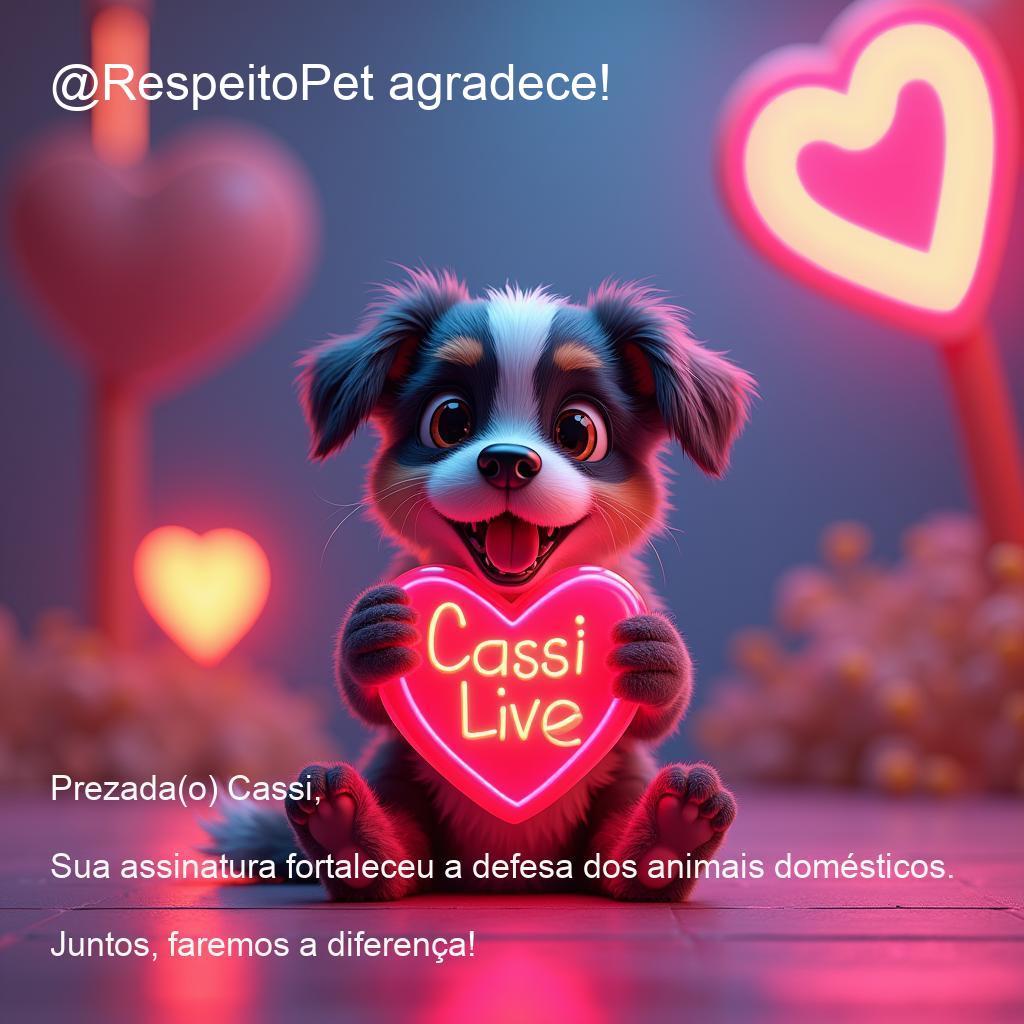 @RespeitoPet agradece!
Cassi
Live
Prezada(o) Cassi,
Sua assinatura fortaleceu a defesa dos animais domésticos.
Juntos, faremos a diferença!